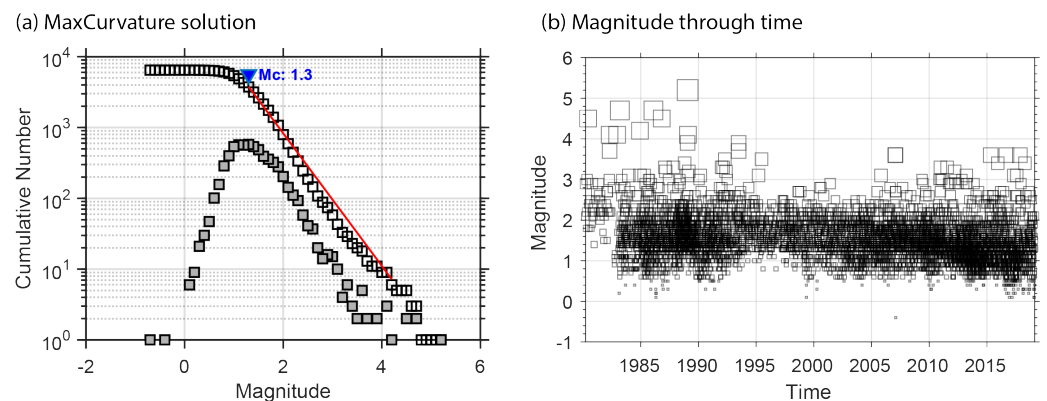 (a) MaxCurvature solution
10^4
10^3
10^2
10^1
10^0
Cumulative Number
Mc: 1.3
-2 0 2 4 6
Magnitude
(b) Magnitude through time
6
5
4
3
2
1
0
-1
Magnitude
1985 1990 1995 2000 2005 2010 2015
Time